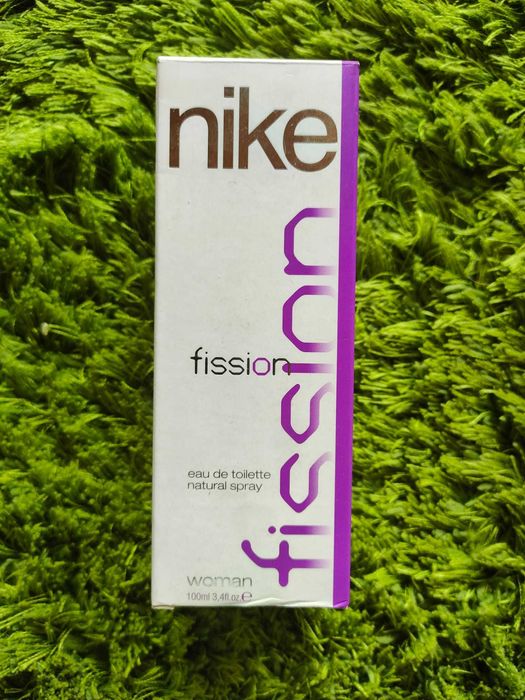 nike
fission
fission
eau de toilette
natural spray
woman
100ml 3,4fl.oz.℮